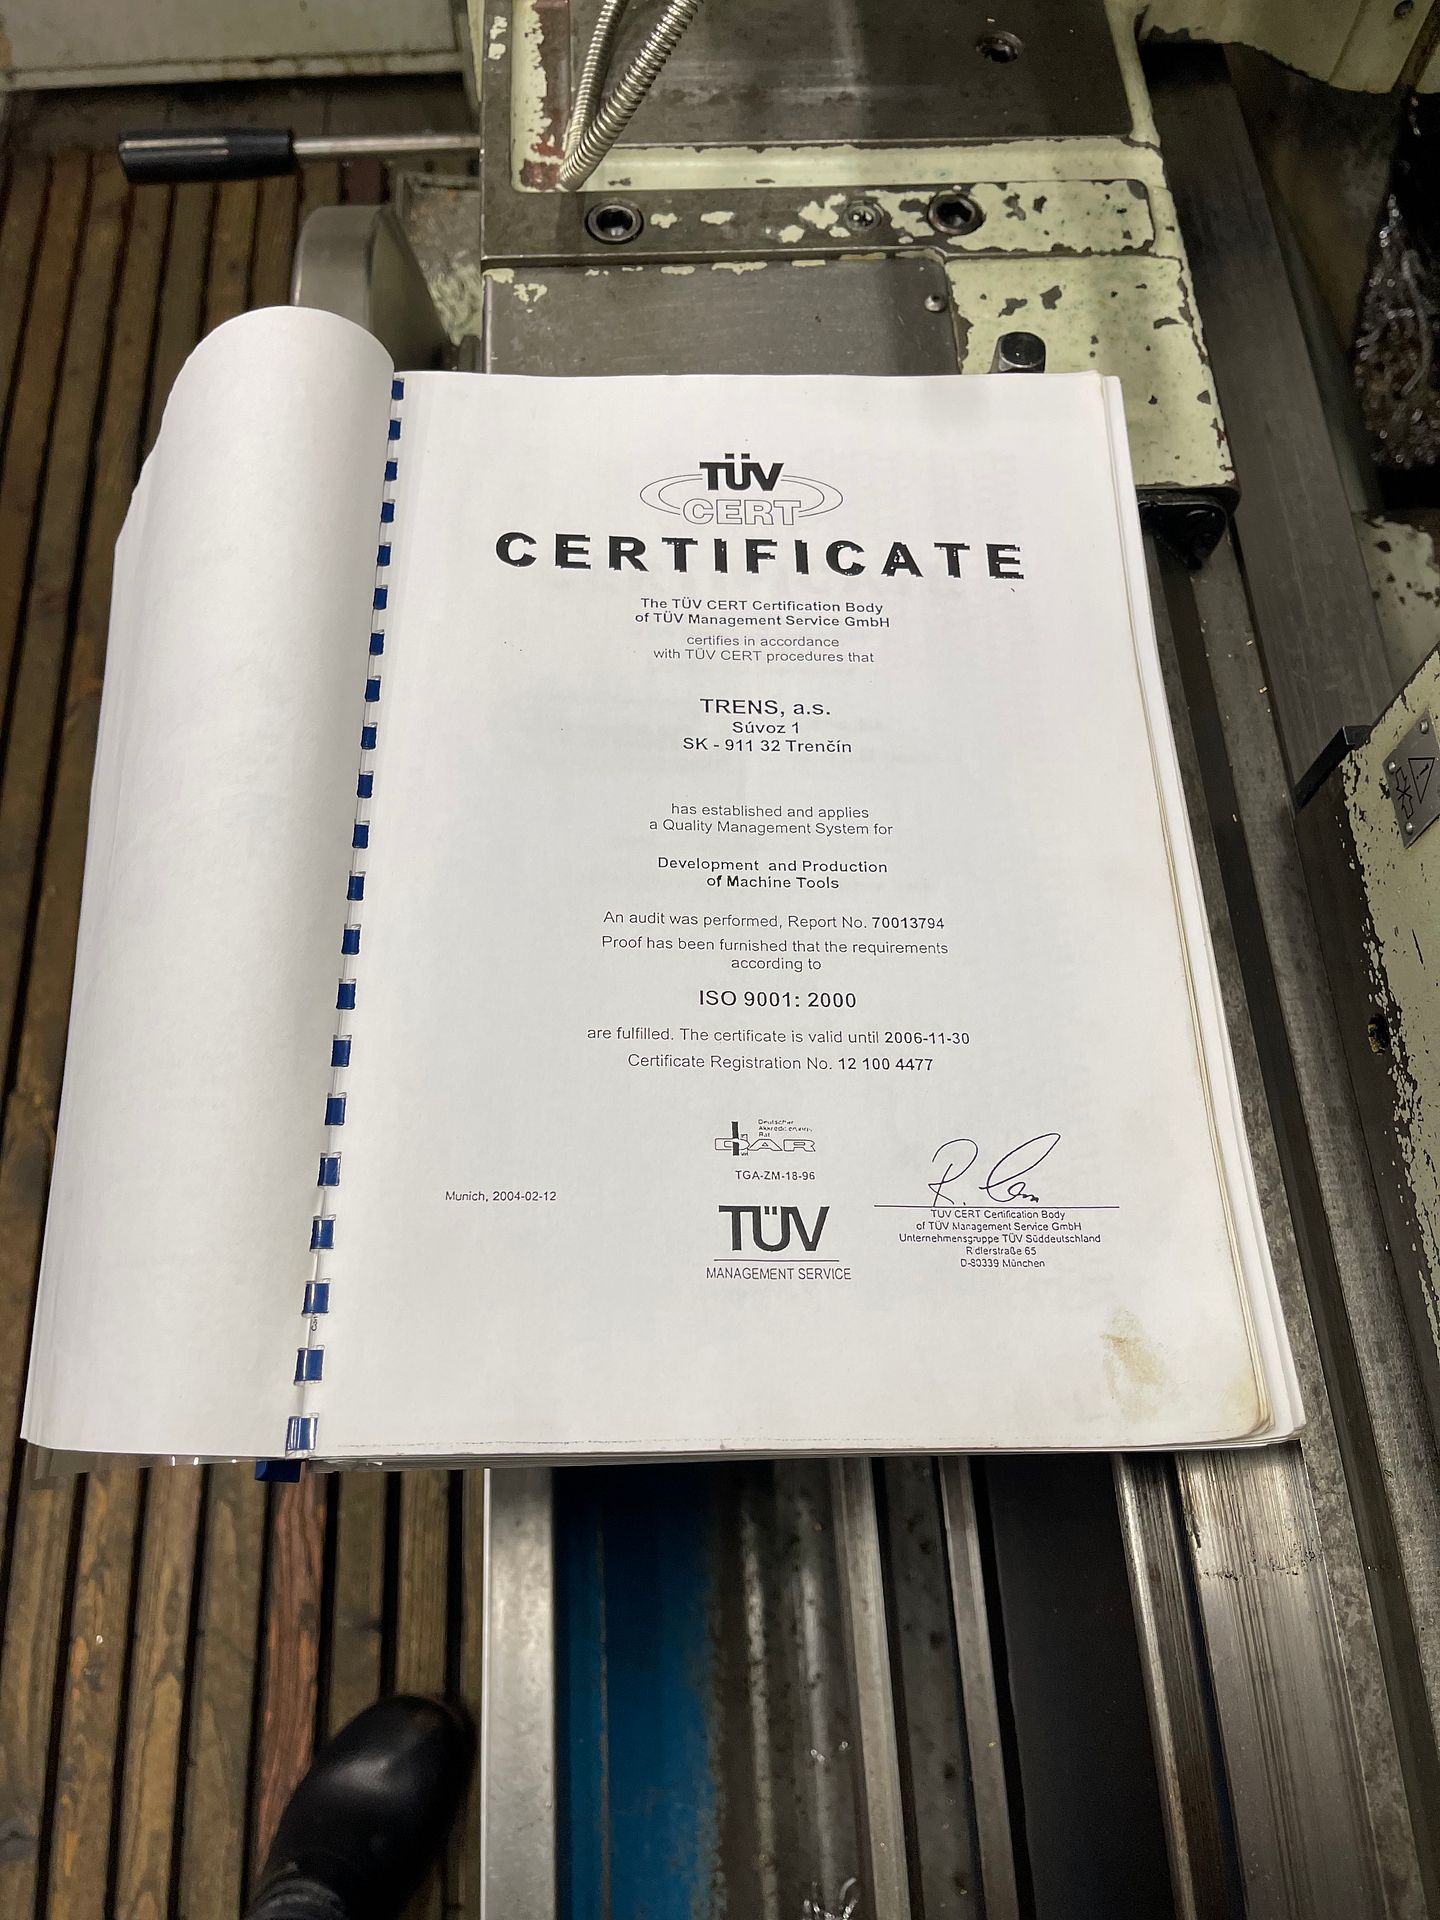 TÜV
CERT
CERTIFICATE
The TÜV CERT Certification Body
of TÜV Management Service GmbH
certifies in accordance
with TÜV CERT procedures that
TRENS, a.s.
Súvoz 1
SK - 911 32 Trenčín
has established and applies
a Quality Management System for
Development and Production
of Machine Tools
An audit was performed, Report No. 70013794
Proof has been furnished that the requirements
according to
ISO 9001: 2000
are fulfilled. The certificate is valid until 2006-11-30
Certificate Registration No. 12 100 4477
Deutscher
Rat
DAR
TGA-ZM-18-96
Munich, 2004-02-12
TÜV
MANAGEMENT SERVICE
TÜV CERT Certification Body
of TÜV Management Service GmbH
Unternehmensgruppe TÜV Süddeutschland
Ridlerstraße 65
D-80339 München